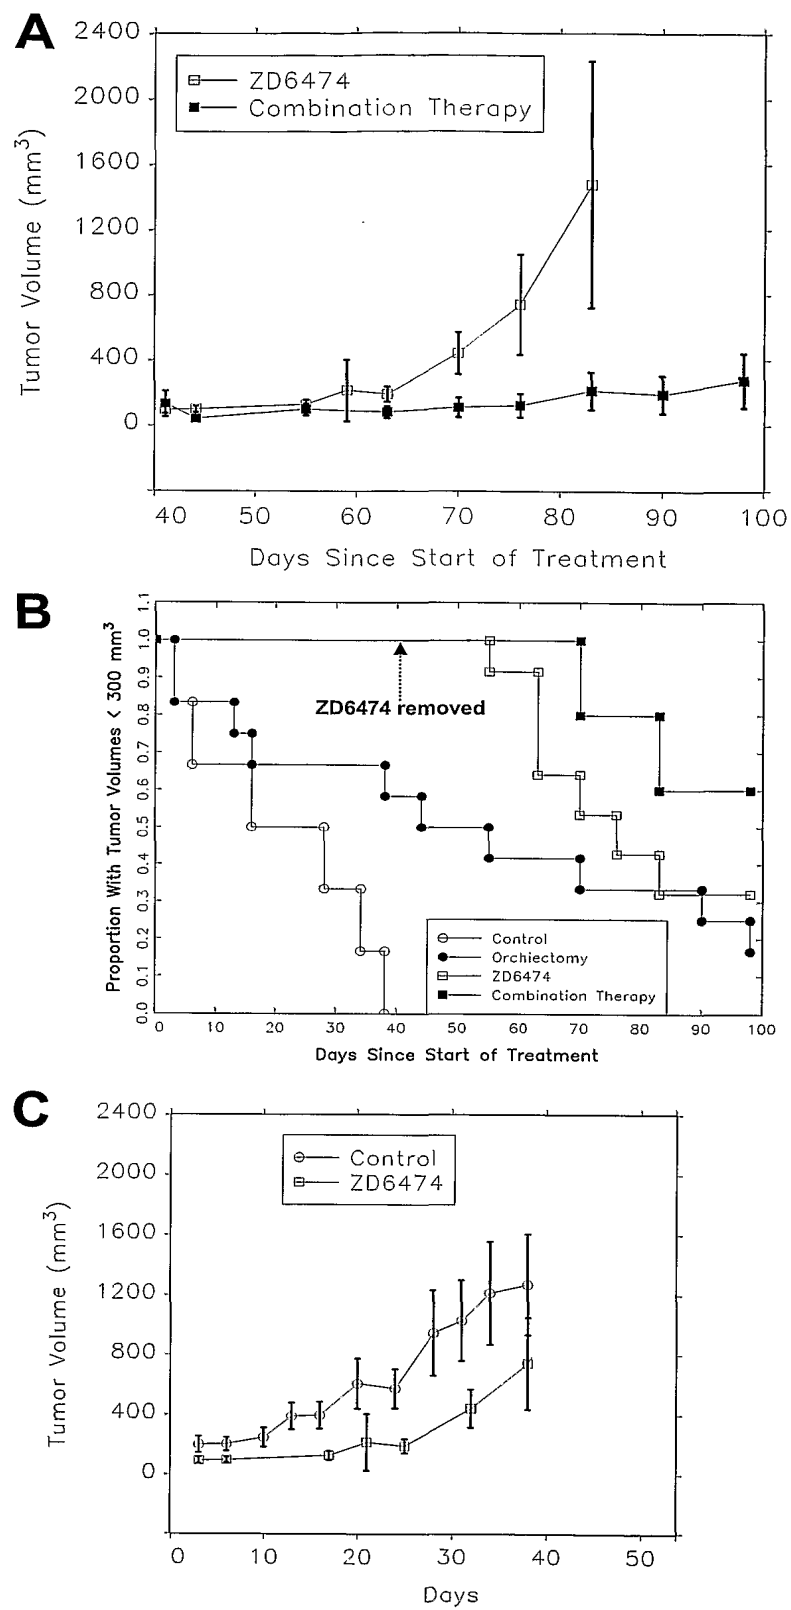 A
2400
2000
1600
1200
800
400
0
Tumor Volume (mm3)
ZD6474
Combination Therapy
40 50 60 70 80 90 100
Days Since Start of Treatment
B
1.1
1.0
0.9
0.8
0.7
0.6
0.5
0.4
0.3
0.2
0.1
0.0
Proportion With Tumor Volumes < 300 mm3
ZD6474 removed
Control
Orchiectomy
ZD6474
Combination Therapy
0 10 20 30 40 50 60 70 80 90 100
Days Since Start of Treatment
C
2400
2000
1600
1200
800
400
0
Tumor Volume (mm3)
Control
ZD6474
0 10 20 30 40 50
Days